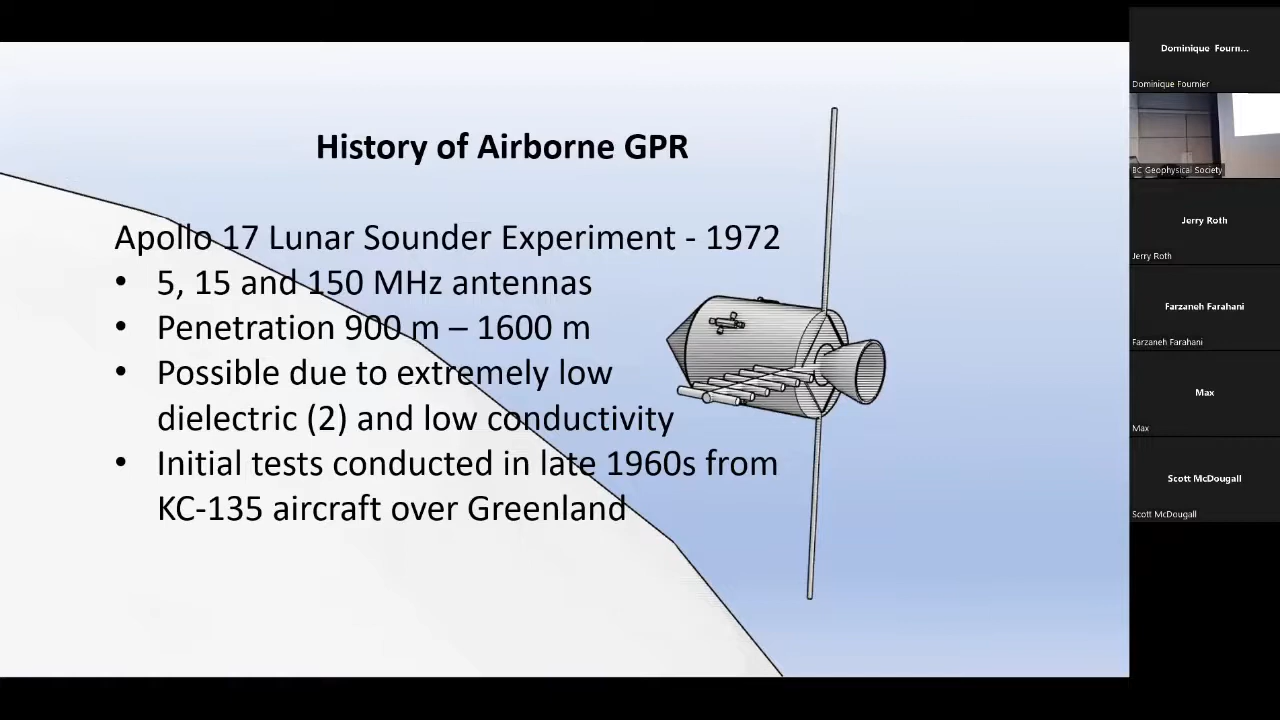 History of Airborne GPR
Apollo 17 Lunar Sounder Experiment - 1972
• 5, 15 and 150 MHz antennas
• Penetration 900 m – 1600 m
• Possible due to extremely low
dielectric (2) and low conductivity
• Initial tests conducted in late 1960s from
KC-135 aircraft over Greenland
Dominique Fourn...
Dominique Fournier
BC Geophysical Society
Jerry Roth
Jerry Roth
Farzaneh Farahani
Farzaneh Farahani
Max
Max
Scott McDougall
Scott McDougall